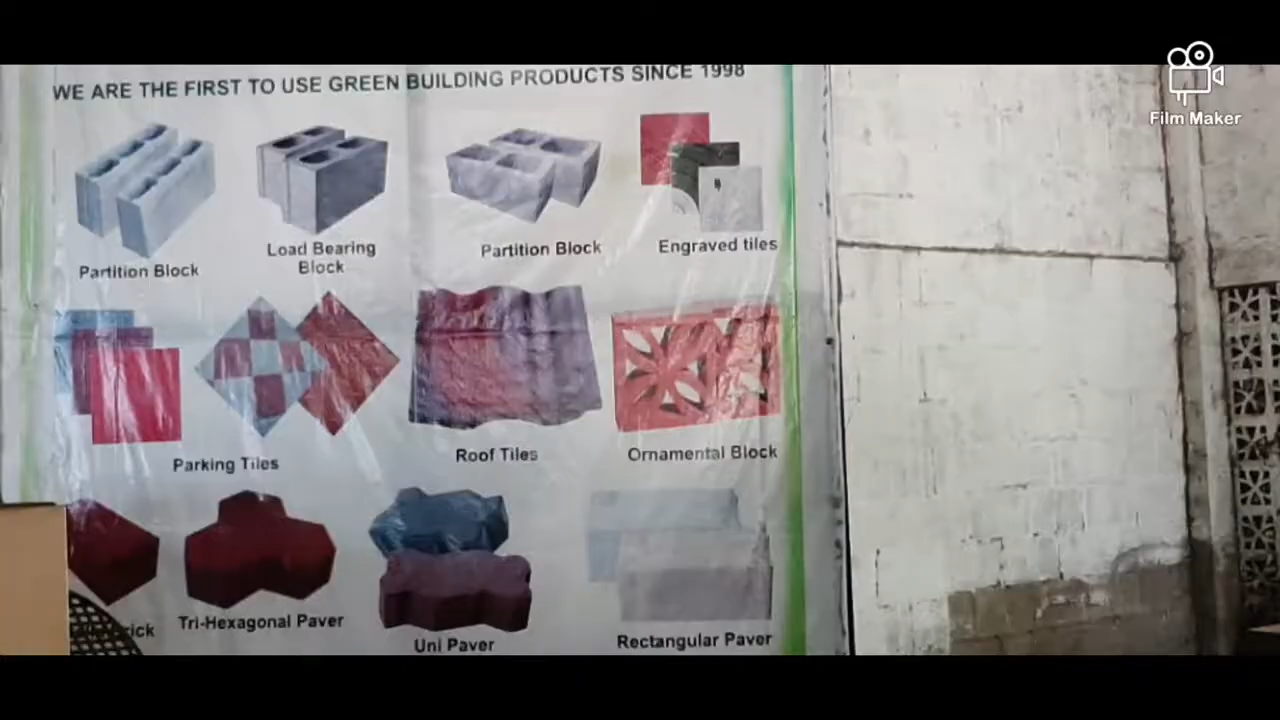 WE ARE THE FIRST TO USE GREEN BUILDING PRODUCTS SINCE 1998
Film Maker
Partition Block
Load Bearing
Block
Partition Block
Engraved tiles
Parking Tiles
Roof Tiles
Ornamental Block
Tri-Hexagonal Paver
Uni Paver
Rectangular Paver